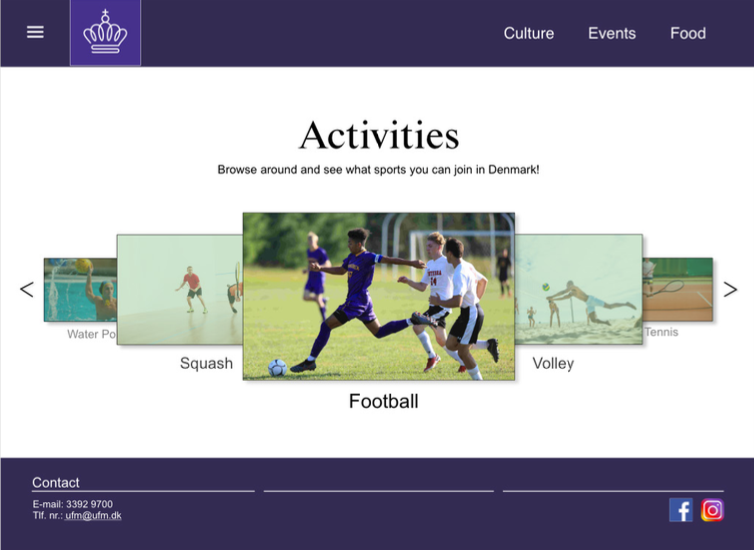 Culture Events Food
Activities
Browse around and see what sports you can join in Denmark!
<
>
Water Po
Squash
Football
Volley
Tennis
Contact
E-mail: 3392 9700
Tlf. nr.: ufm@ufm.dk